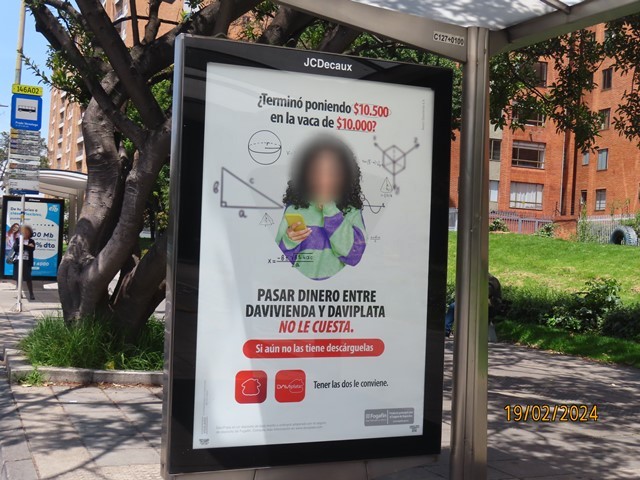 C127+0100
JCDecaux
146A02
¿Terminó poniendo $10.500
en la vaca de $10.000?
PASAR DINERO ENTRE
DAVIVIENDA Y DAVIPLATA
NO LE CUESTA.
Si aún no las tiene descárguelas
Tener las dos le conviene.
19/02/2024